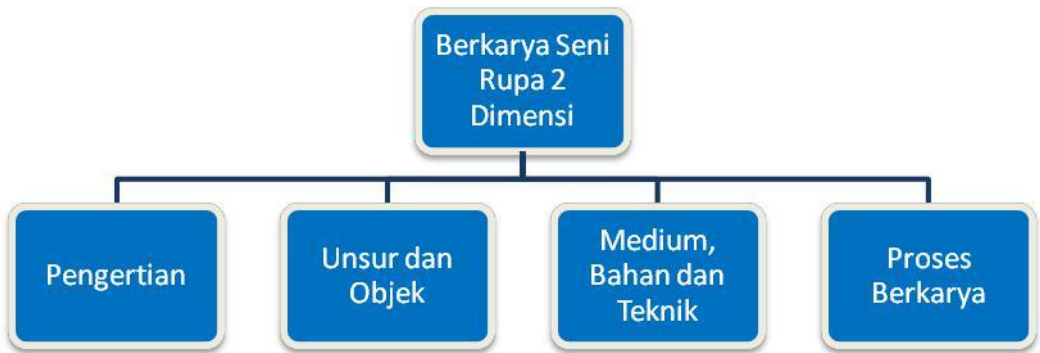 Berkarya Seni
Rupa 2
Dimensi
Pengertian
Unsur dan
Objek
Medium,
Bahan dan
Teknik
Proses
Berkarya